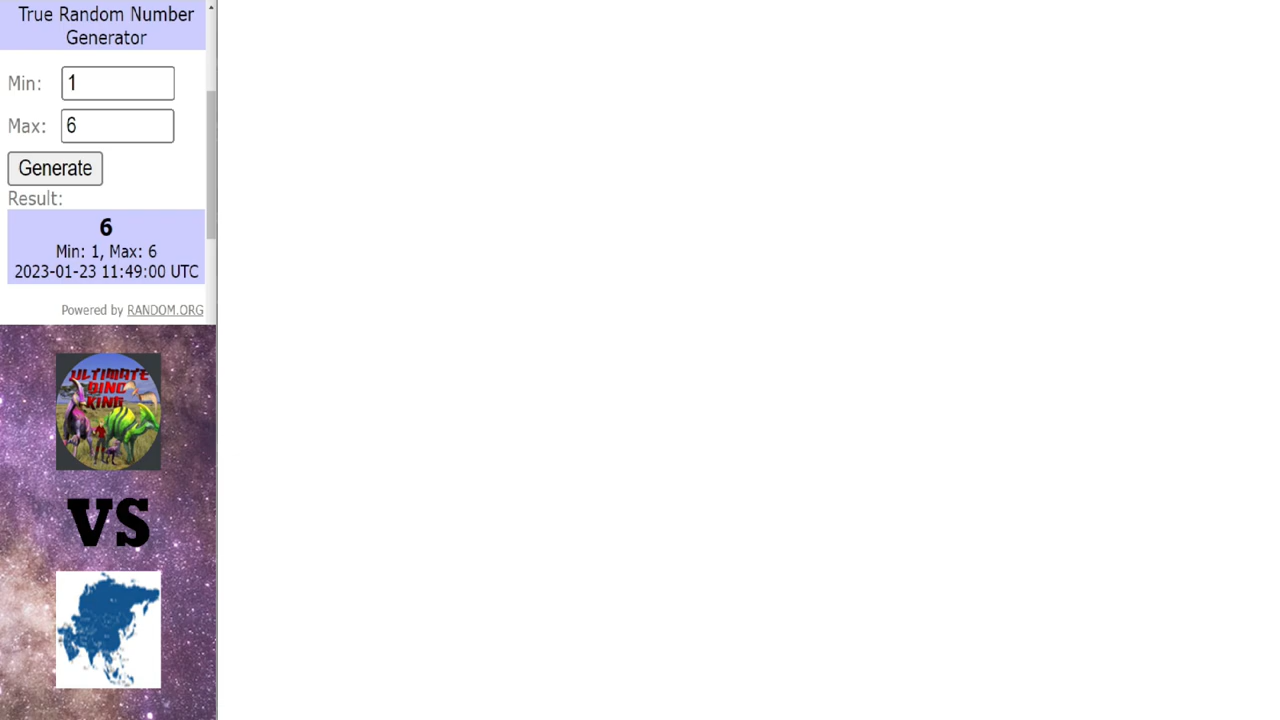 True Random Number
Generator
Min: 1
Max: 6
Generate
Result:
6
Min: 1, Max: 6
2023-01-23 11:49:00 UTC
Powered by RANDOM.ORG
ULTIMATE
DINO
KING
VS